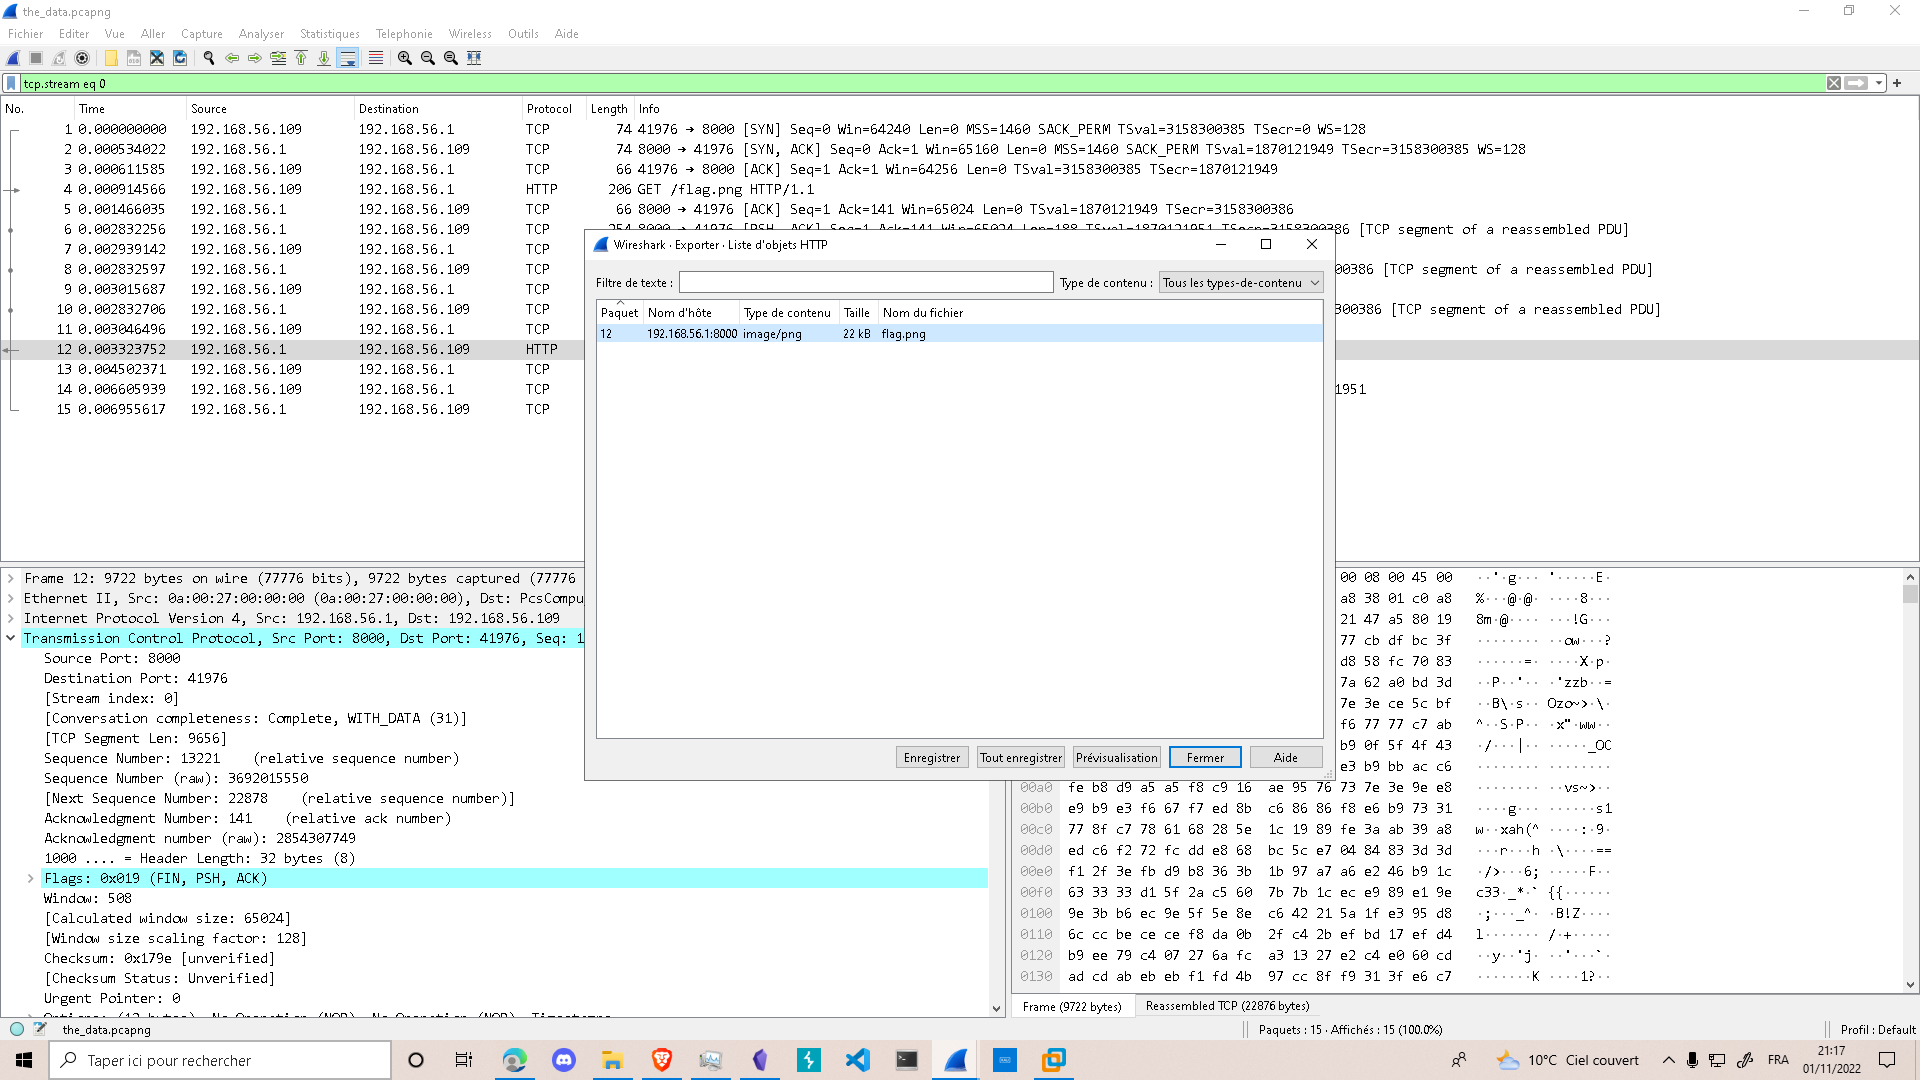 the_data.pcapng
Fichier Editer Vue Aller Capture Analyser Statistiques Telephonie Wireless Outils Aide
tcp.stream eq 0
No. Time Source Destination Protocol Length Info
1 0.000000000 192.168.56.109 192.168.56.1 TCP 74 41976 → 8000 [SYN] Seq=0 Win=64240 Len=0 MSS=1460 SACK_PERM TSval=3158300385 TSecr=0 WS=128
2 0.000534022 192.168.56.1 192.168.56.109 TCP 74 8000 → 41976 [SYN, ACK] Seq=0 Ack=1 Win=65160 Len=0 MSS=1460 SACK_PERM TSval=1870121949 TSecr=3158300385 WS=128
3 0.000611585 192.168.56.109 192.168.56.1 TCP 66 41976 → 8000 [ACK] Seq=1 Ack=1 Win=64256 Len=0 TSval=3158300385 TSecr=1870121949
4 0.000914566 192.168.56.109 192.168.56.1 HTTP 206 GET /flag.png HTTP/1.1
5 0.001466035 192.168.56.1 192.168.56.109 TCP 66 8000 → 41976 [ACK] Seq=1 Ack=141 Win=65024 Len=0 TSval=1870121949 TSecr=3158300386
6 0.002832256 192.168.56.1 192.168.56.109 TCP 254 8000 → 41976 [PSH, ACK] Seq=1 Ack=141 Win=65024 Len=188 TSval=1870121951 TSecr=3158300386 [TCP segment of a reassembled PDU]
7 0.002939142 192.168.56.109 192.168.56.1 TCP
8 0.002832597 192.168.56.1 192.168.56.109 TCP 00386 [TCP segment of a reassembled PDU]
9 0.003015687 192.168.56.109 192.168.56.1 TCP
10 0.002832706 192.168.56.1 192.168.56.109 TCP 00386 [TCP segment of a reassembled PDU]
11 0.003046496 192.168.56.109 192.168.56.1 TCP
12 0.003323752 192.168.56.1 192.168.56.109 HTTP
13 0.004502371 192.168.56.109 192.168.56.1 TCP
14 0.006605939 192.168.56.109 192.168.56.1 TCP 1951
15 0.006955617 192.168.56.1 192.168.56.109 TCP
Wireshark · Exporter · Liste d'objets HTTP
Filtre de texte : Type de contenu : Tous les types-de-contenu
Paquet Nom d'hôte Type de contenu Taille Nom du fichier
12 192.168.56.1:8000 image/png 22 kB flag.png
Enregistrer Tout enregistrer Prévisualisation Fermer Aide
Frame 12: 9722 bytes on wire (77776 bits), 9722 bytes captured (77776
Ethernet II, Src: 0a:00:27:00:00:00 (0a:00:27:00:00:00), Dst: PcsCompu
Internet Protocol Version 4, Src: 192.168.56.1, Dst: 192.168.56.109
Transmission Control Protocol, Src Port: 8000, Dst Port: 41976, Seq: 1
Source Port: 8000
Destination Port: 41976
[Stream index: 0]
[Conversation completeness: Complete, WITH_DATA (31)]
[TCP Segment Len: 9656]
Sequence Number: 13221 (relative sequence number)
Sequence Number (raw): 3692015550
[Next Sequence Number: 22878 (relative sequence number)]
Acknowledgment Number: 141 (relative ack number)
Acknowledgment number (raw): 2854307749
1000 .... = Header Length: 32 bytes (8)
Flags: 0x019 (FIN, PSH, ACK)
Window: 508
[Calculated window size: 65024]
[Window size scaling factor: 128]
Checksum: 0x179e [unverified]
[Checksum Status: Unverified]
Urgent Pointer: 0
Options: (12 bytes), No-Operation (NOP), No-Operation (NOP), Timestamps
00 08 00 45 00 ··'·g··· '·····E·
a8 38 01 c0 a8 %···@·@· ···8····
21 47 a5 80 19 8m·@···· ··!G····
77 cb df bc 3f ········ ·ow···?
d8 58 fc 70 83 ······=· ···X·p·
7a 62 a0 bd 3d ··P··'·· 'zzb··=
7e 3e ce 5c bf ··B\·s·· Ozo~>·\·
f6 77 77 c7 ab ^··S·P·· x"·ww··
b9 0f 5f 4f 43 ·/···|·· ·····_OC
e3 b9 bb ac c6
00a0 fe b8 d9 a5 a5 f8 c9 16 ae 95 76 73 7e 3e 9e e8 ········ ··vs~>··
00b0 e9 b9 e3 f6 67 f7 ed 8b c6 86 86 f8 e6 b9 73 31 ····g··· ······s1
00c0 77 8f c7 78 61 68 28 5e 1c 19 89 fe 3a ab 39 a8 w··xah(^ ····:·9·
00d0 ed c6 f2 72 fc dd e8 68 bc 5c e7 04 84 83 3d 3d ···r···h ·\····==
00e0 f1 2f 3e fb d9 b8 36 3b 1b 97 a7 a6 e2 46 b9 1c ·/>···6; ·····F··
00f0 63 33 33 d1 5f 2a c5 60 7b 7b 1c ec e9 89 e1 9e c33·_*·` {{······
0100 9e 3b b6 ec 9e 5f 5e 8e c6 42 21 5a 1f e3 95 d8 ·;···_^· ·B!Z····
0110 6c cc be ce ce f8 da 0b 2f c4 2b ef bd 17 ef d4 l······· /·+·····
0120 b9 ee 79 c4 07 27 6a fc a3 13 27 e2 c4 e0 60 cd ··y··'j· ··'···`·
0130 ad cd ab eb eb f1 fd 4b 97 cc 8f f9 31 3f e6 c7 ·······K ····1?··
Frame (9722 bytes) Reassembled TCP (22876 bytes)
the_data.pcapng Paquets : 15 · Affichés : 15 (100.0%) Profil : Default
Taper ici pour rechercher 10°C Ciel couvert FRA 21:17
01/11/2022